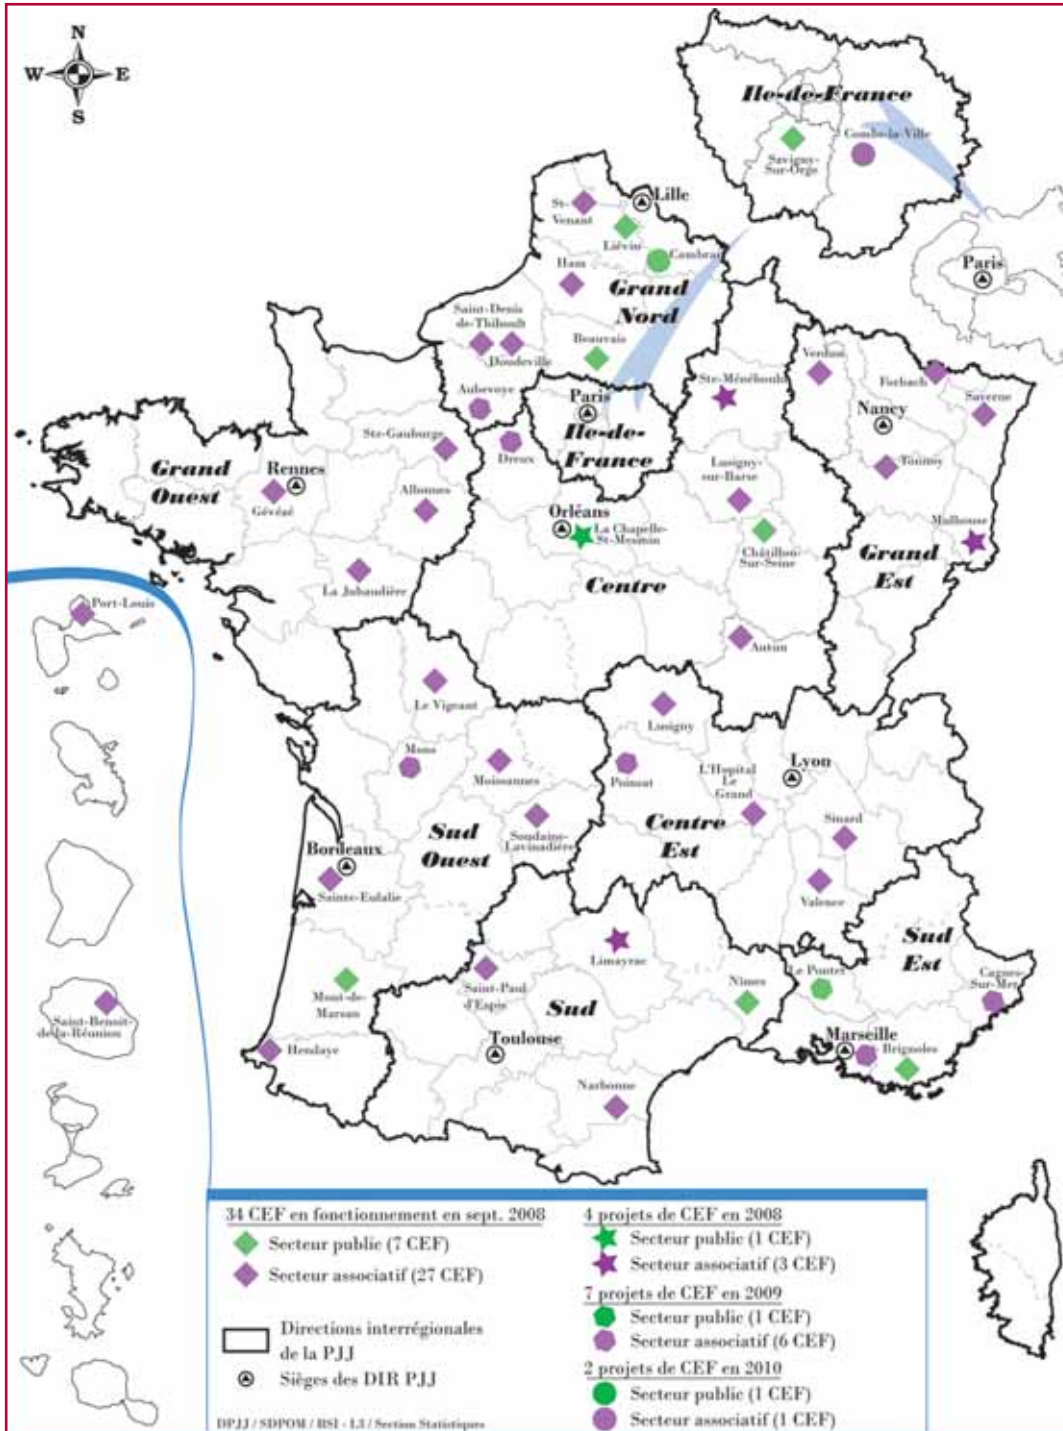 N
W E
S
Ile-de-France
Combs-la-Ville
Savigny-
Sur-Orge
Paris
Lille
St-
Venant
Liévin
Cambrai
Ham
Grand
Nord
Saint-Denis
de-Thiboult
Doudeville
Beauvais
Aubevoye
Paris
Ile-de-
France
Ste-Ménéhould
Verdun
Forbach
Saverne
Nancy
Tonnoy
Mulhouse
Grand
Est
Ste-Gauburge
Dreux
Grand
Ouest
Rennes
Gévézé
Allonnes
La Jubaudière
Orléans
La Chapelle-
St-Mesmin
Lusigny-
sur-Barse
Châtillon-
Sur-Seine
Centre
Autun
Port-Louis
Le Vigeant
Lusigny
Moissannes
Pionsat
L'Hopital
Le
Grand
Lyon
Soudaine-
Lavinadière
Sud
Ouest
Centre
Est
Sinard
Bordeaux
Sainte-Eulalie
Valence
Sud
Est
Limayrac
Le Pontet
Cagnes-
Sur-Mer
Mont-de-
Marsan
Saint-Paul
d'Espis
Sud
Nîmes
Saint-Benoit-
de-la-Réunion
Hendaye
Toulouse
Marseille
Brignoles
Narbonne
34 CEF en fonctionnement en sept. 2008
Secteur public (7 CEF)
Secteur associatif (27 CEF)
Directions interrégionales
de la PJJ
Sièges des DIR PJJ
DPJJ / SDPOM / RSI - L3 / Section Statistiques
4 projets de CEF en 2008
Secteur public (1 CEF)
Secteur associatif (3 CEF)
7 projets de CEF en 2009
Secteur public (1 CEF)
Secteur associatif (6 CEF)
2 projets de CEF en 2010
Secteur public (1 CEF)
Secteur associatif (1 CEF)